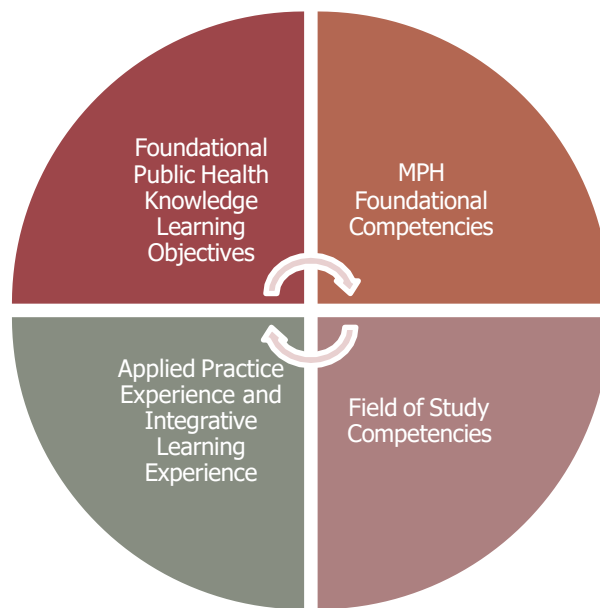 Foundational
Public Health
Knowledge
Learning
Objectives
MPH
Foundational
Competencies
Applied Practice
Experience and
Integrative
Learning
Experience
Field of Study
Competencies